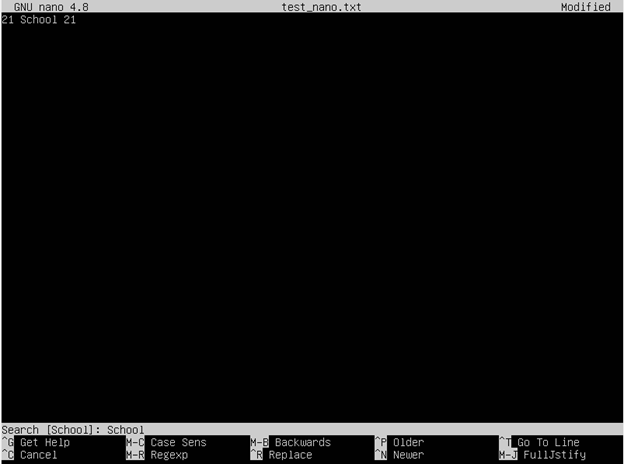 GNU nano 4.8 test_nano.txt Modified
21 School 21
Search [School]: School
^G Get Help M-C Case Sens M-B Backwards ^P Older ^T Go To Line
^C Cancel M-R Regexp ^R Replace ^N Newer M-J FullJstify